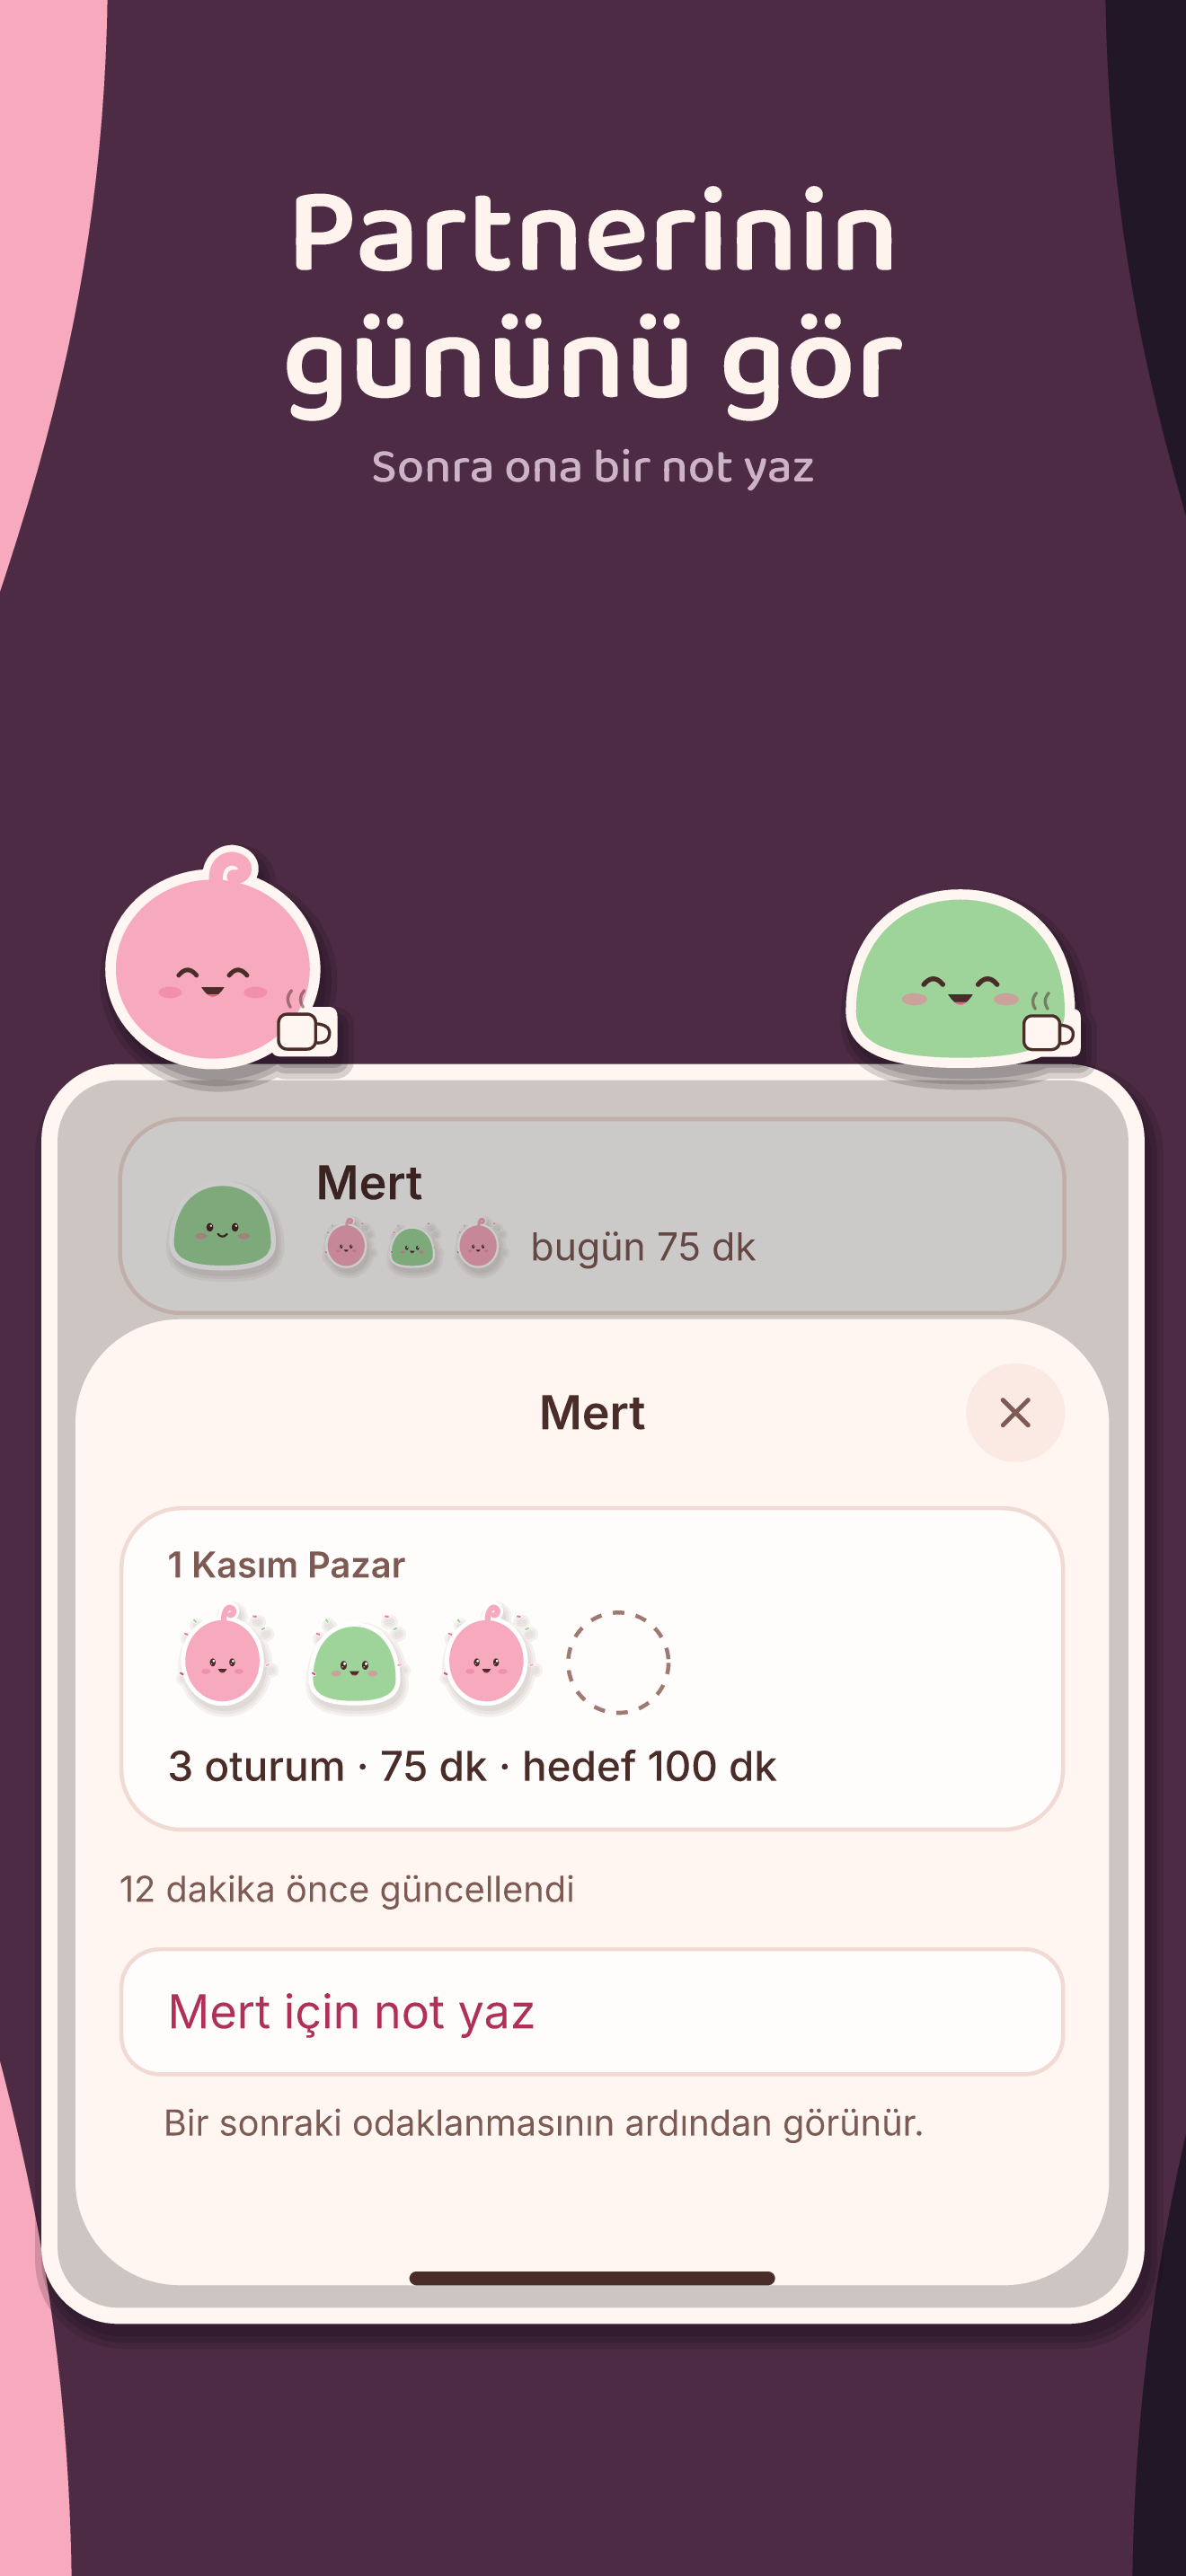 Partnerinin
gününü gör
Sonra ona bir not yaz
Mert
bugün 75 dk
Mert
1 Kasım Pazar
3 oturum · 75 dk · hedef 100 dk
12 dakika önce güncellendi
Mert için not yaz
Bir sonraki odaklanmasının ardından görünür.